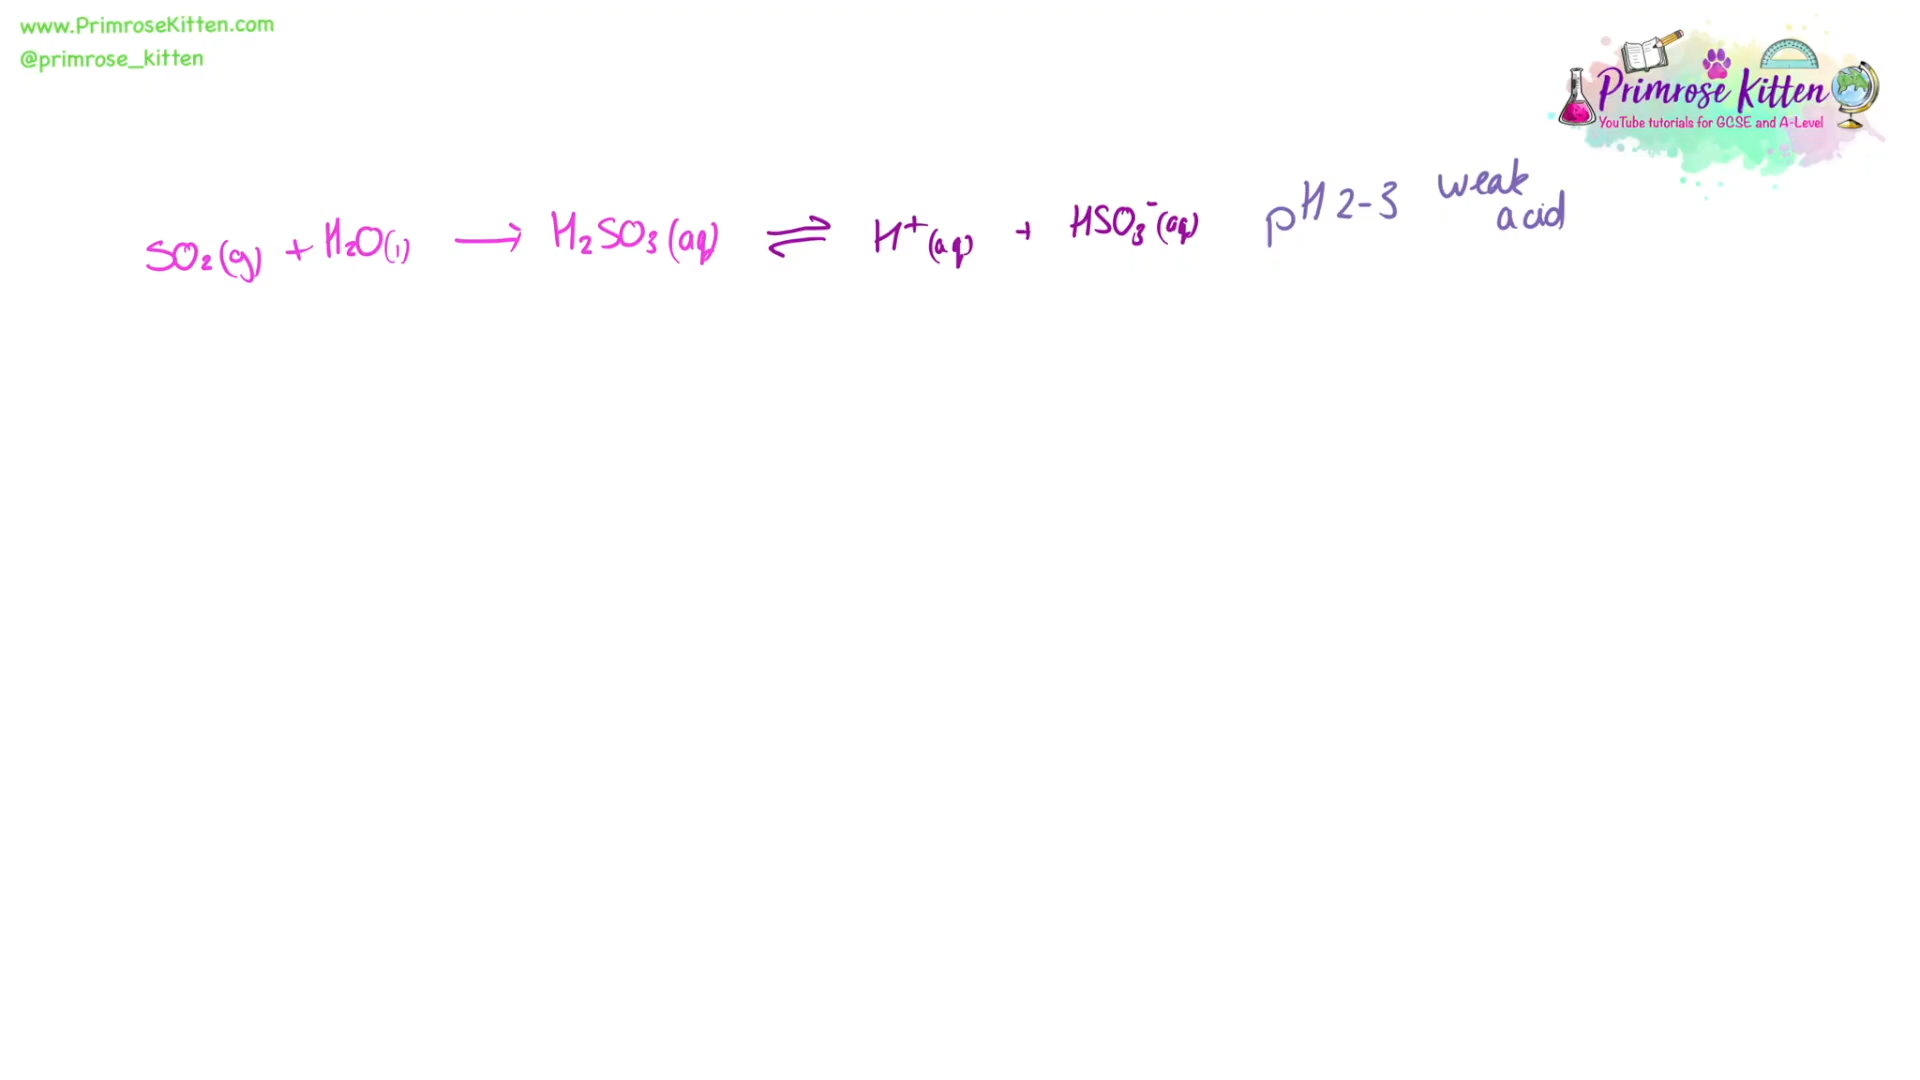 www.PrimroseKitten.com
@primrose_kitten
Primrose Kitten
YouTube tutorials for GCSE and A-Level
SO₂(g) + H₂O(l) → H₂SO₃(aq) ⇌ H⁺(aq) + HSO₃⁻(aq) pH 2-3 weak acid